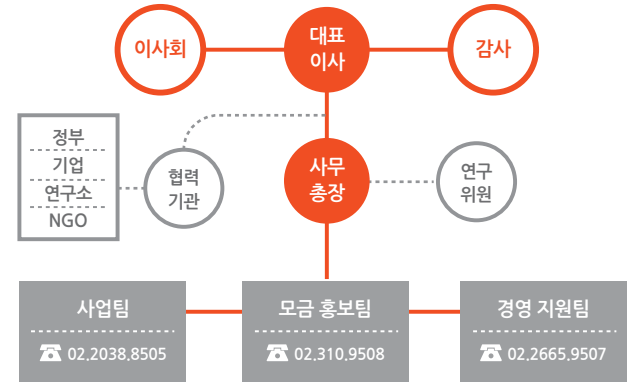 이사회
대표
이사
감사
정부
기업
연구소
NGO
협력
기관
사무
총장
연구
위원
사업팀
02.2038.8505
모금 홍보팀
02.310.9508
경영 지원팀
02.2665.9507